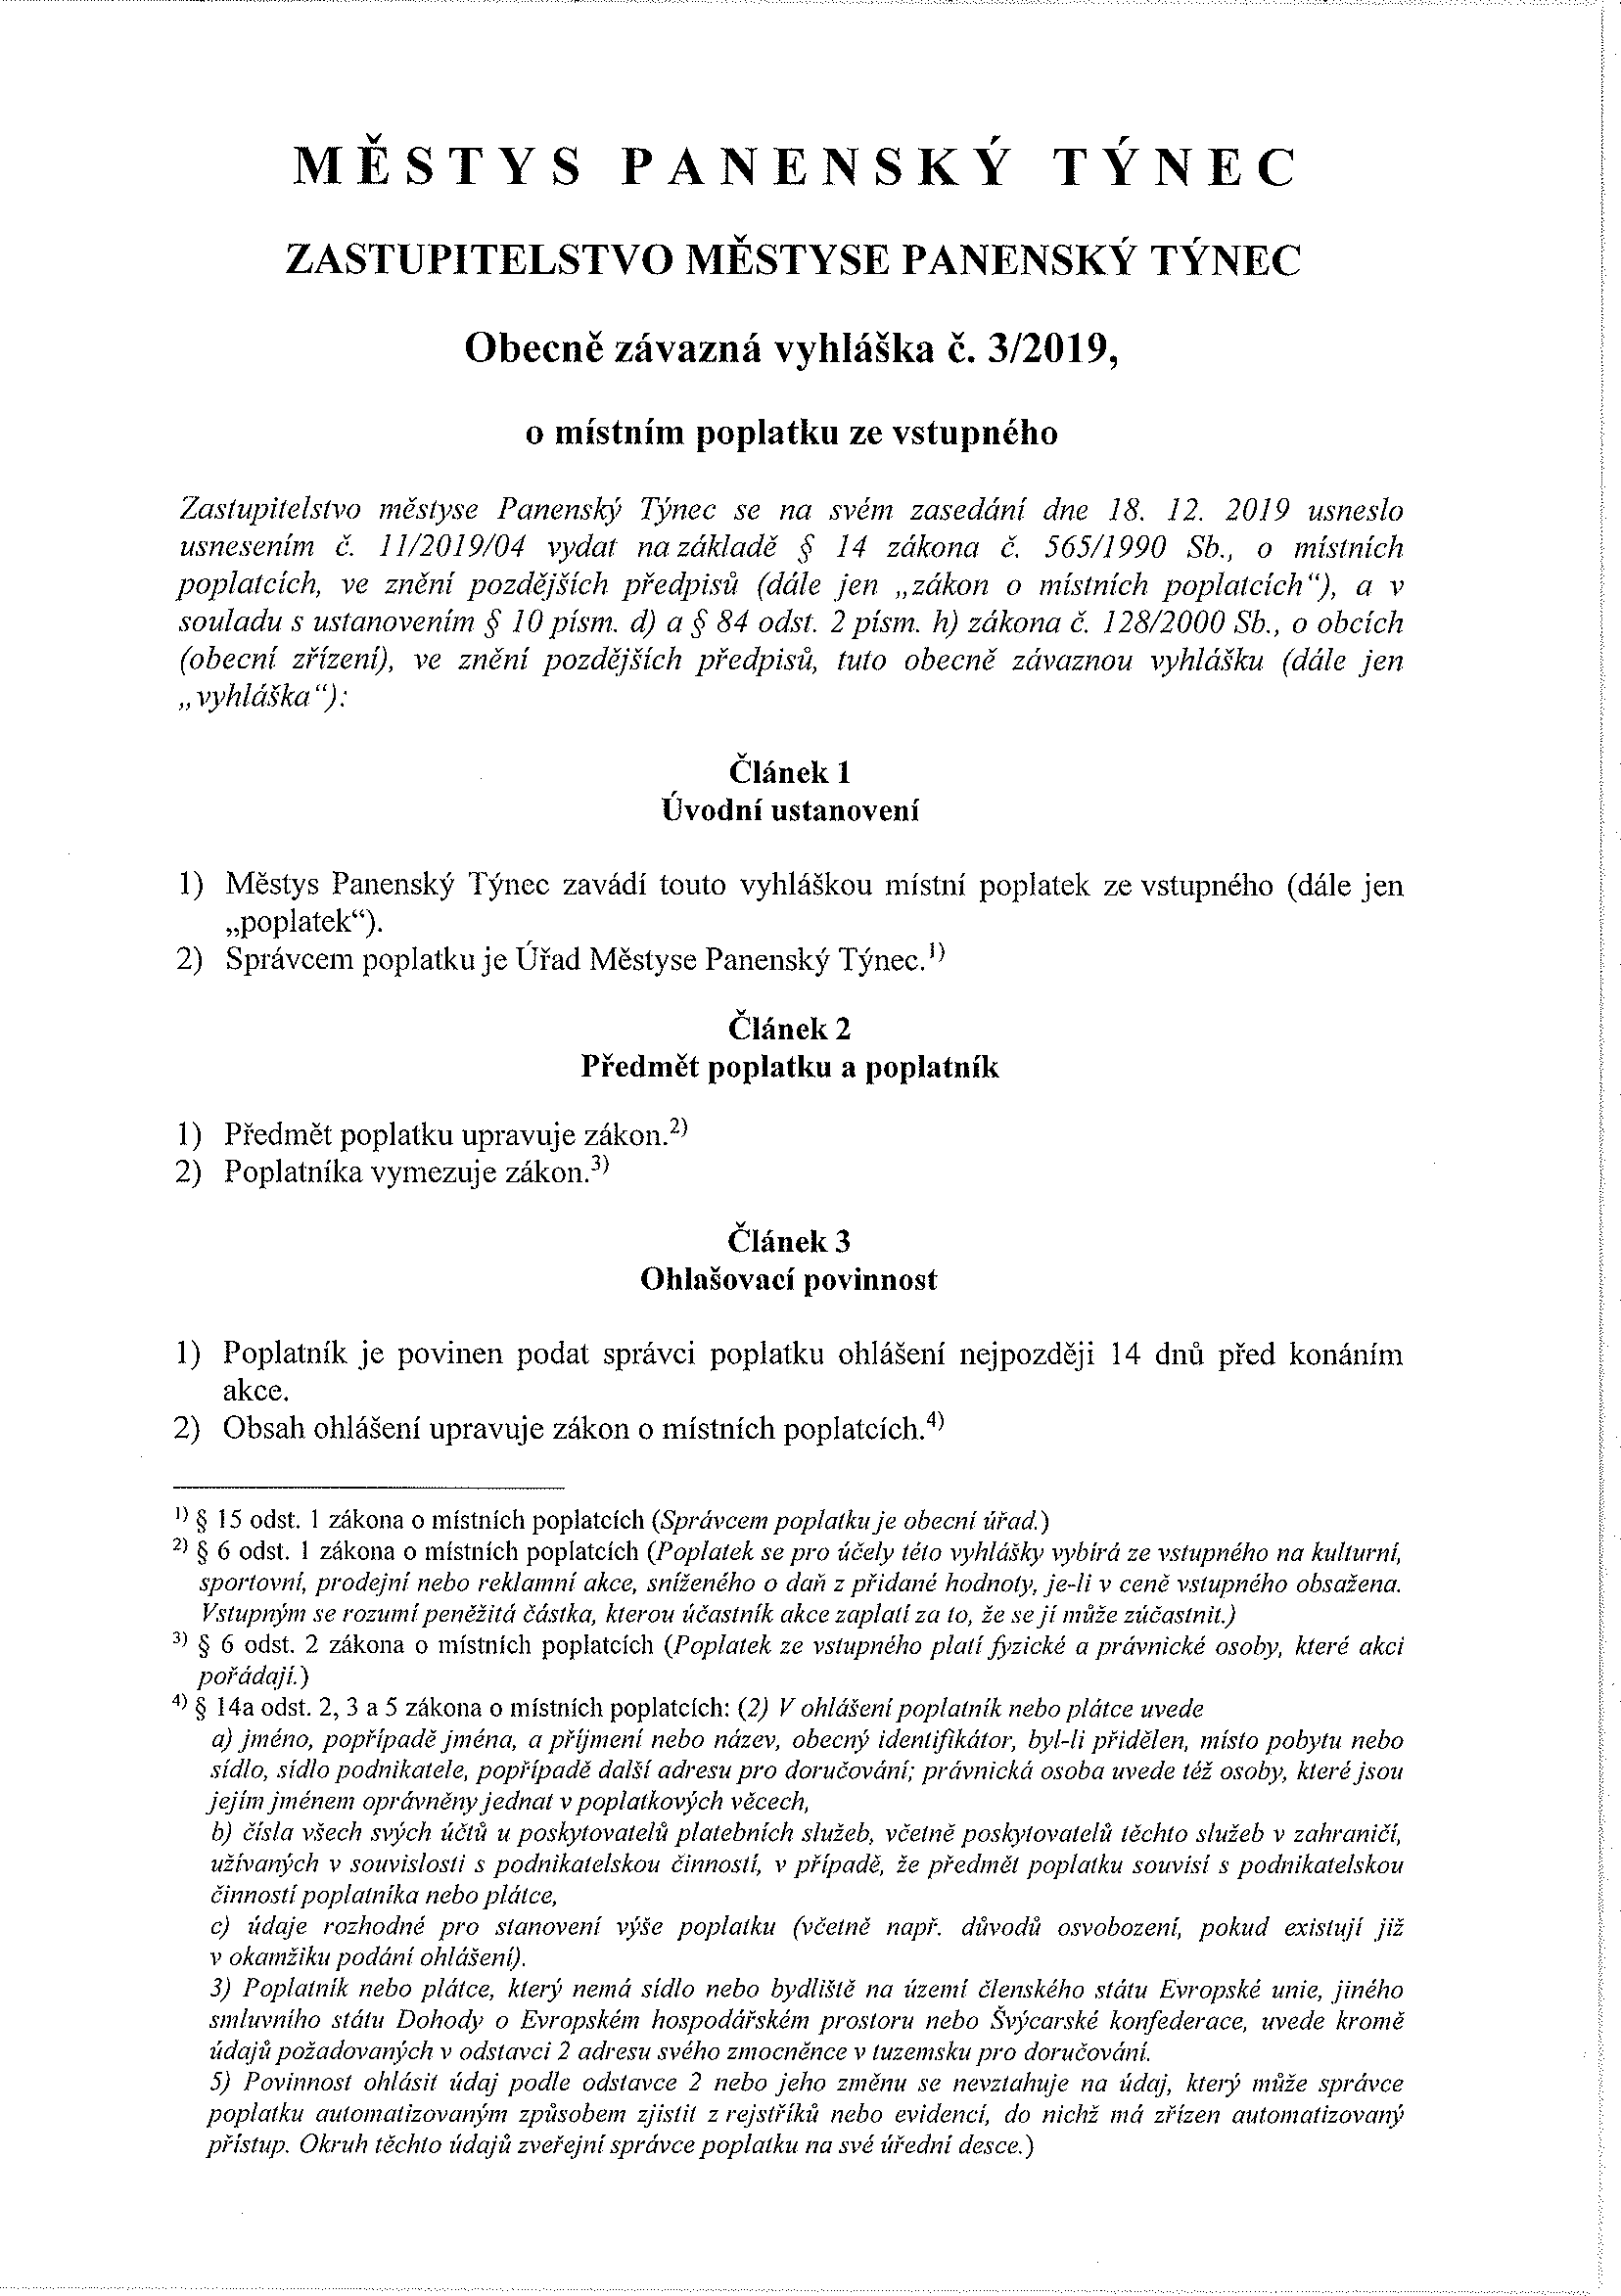 MĚSTYS PANENSKÝ TÝNEC
ZASTUPITELSTVO MĚSTYSE PANENSKÝ TÝNEC
Obecně závazná vyhláška č. 3/2019,
o místním poplatku ze vstupného
Zastupitelstvo městyse Panenský Týnec se na svém zasedání dne 18. 12. 2019 usneslo
usnesením č. 11/2019/04 vydat na základě § 14 zákona č. 565/1990 Sb., o místních
poplatcích, ve znění pozdějších předpisů (dále jen „zákon o místních poplatcích“), a v
souladu s ustanovením § 10 písm. d) a § 84 odst. 2 písm. h) zákona č. 128/2000 Sb., o obcích
(obecní zřízení), ve znění pozdějších předpisů, tuto obecně závaznou vyhlášku (dále jen
„vyhláška“):
Článek 1
Úvodní ustanovení
1) Městys Panenský Týnec zavádí touto vyhláškou místní poplatek ze vstupného (dále jen
„poplatek“).
2) Správcem poplatku je Úřad Městyse Panenský Týnec.1)
Článek 2
Předmět poplatku a poplatník
1) Předmět poplatku upravuje zákon.2)
2) Poplatníka vymezuje zákon.3)
Článek 3
Ohlašovací povinnost
1) Poplatník je povinen podat správci poplatku ohlášení nejpozději 14 dnů před konáním
akce.
2) Obsah ohlášení upravuje zákon o místních poplatcích.4)
1) § 15 odst. 1 zákona o místních poplatcích (Správcem poplatku je obecní úřad.)
2) § 6 odst. 1 zákona o místních poplatcích (Poplatek se pro účely této vyhlášky vybírá ze vstupného na kulturní,
sportovní, prodejní nebo reklamní akce, sníženého o daň z přidané hodnoty, je-li v ceně vstupného obsažena.
Vstupným se rozumí peněžitá částka, kterou účastník akce zaplatí za to, že se jí může zúčastnit.)
3) § 6 odst. 2 zákona o místních poplatcích (Poplatek ze vstupného platí fyzické a právnické osoby, které akci
pořádají.)
4) § 14a odst. 2, 3 a 5 zákona o místních poplatcích: (2) V ohlášení poplatník nebo plátce uvede
a) jméno, popřípadě jména, a příjmení nebo název, obecný identifikátor, byl-li přidělen, místo pobytu nebo
sídlo, sídlo podnikatele, popřípadě další adresu pro doručování; právnická osoba uvede též osoby, které jsou
jejím jménem oprávněny jednat v poplatkových věcech,
b) čísla všech svých účtů u poskytovatelů platebních služeb, včetně poskytovatelů těchto služeb v zahraničí,
užívaných v souvislosti s podnikatelskou činností, v případě, že předmět poplatku souvisí s podnikatelskou
činností poplatníka nebo plátce,
c) údaje rozhodné pro stanovení výše poplatku (včetně např. důvodů osvobození, pokud existují již
v okamžiku podání ohlášení).
3) Poplatník nebo plátce, který nemá sídlo nebo bydliště na území členského státu Evropské unie, jiného
smluvního státu Dohody o Evropském hospodářském prostoru nebo Švýcarské konfederace, uvede kromě
údajů požadovaných v odstavci 2 adresu svého zmocněnce v tuzemsku pro doručování.
5) Povinnost ohlásit údaj podle odstavce 2 nebo jeho změnu se nevztahuje na údaj, který může správce
poplatku automatizovaným způsobem zjistit z rejstříků nebo evidencí, do nichž má zřízen automatizovaný
přístup. Okruh těchto údajů zveřejní správce poplatku na své úřední desce.)